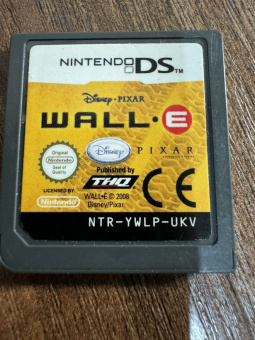 NINTENDO DS™
Disney·PIXAR
WALL·E
Original
Nintendo
Seal of
Quality
Disney
PIXAR
LICENSED BY
Nintendo
Published by
THQ
CE
WALL•E © 2008
Disney/Pixar
NTR-YWLP-UKV